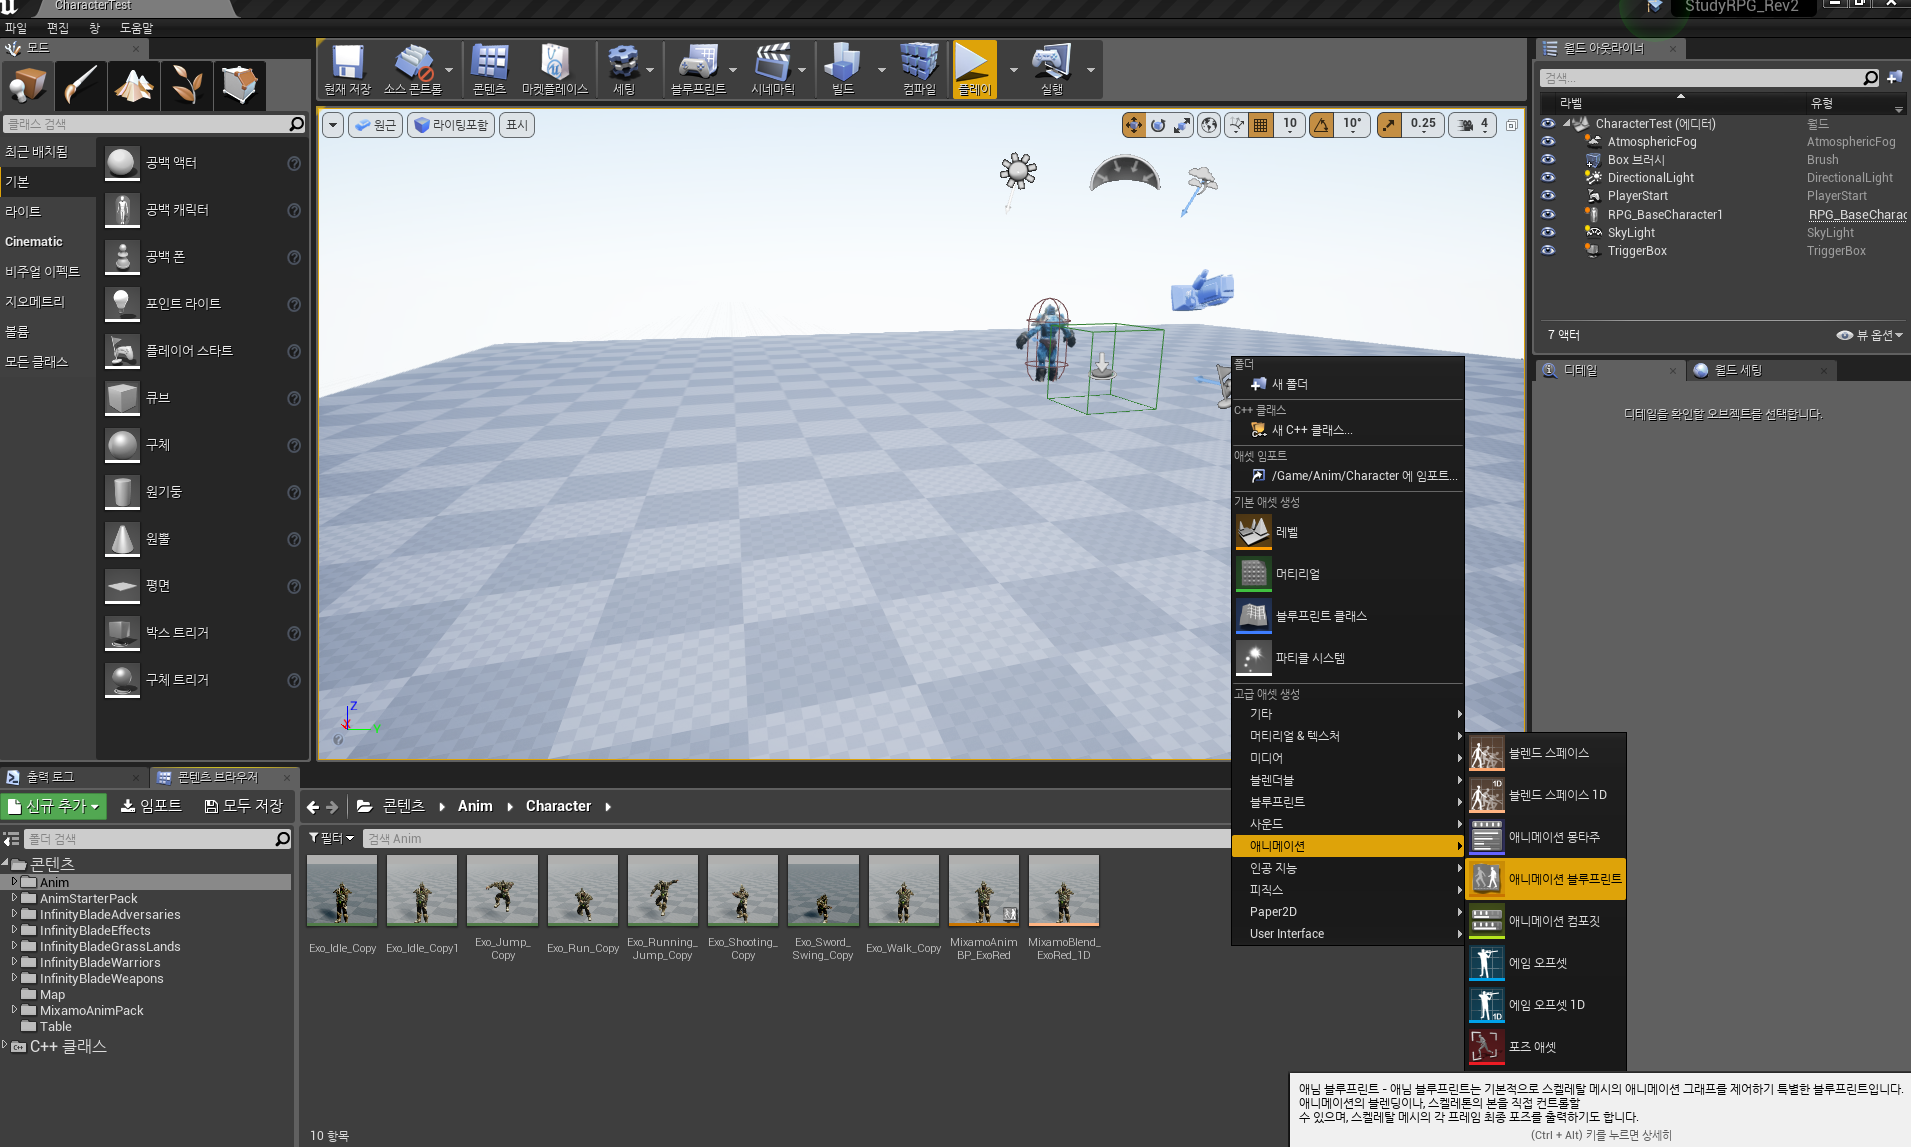 CharacterTest
StudyRPG_Rev2
파일 편집 창 도움말
모드
월드 아웃라이너
현재 저장 소스 콘트롤 콘텐츠 마켓플레이스 세팅 블루프린트 시네마틱 빌드 컴파일 플레이 실행
클래스 검색
최근 배치됨
기본
라이트
Cinematic
비주얼 이펙트
지오메트리
볼륨
모든 클래스
공백 액터
공백 캐릭터
공백 폰
포인트 라이트
플레이어 스타트
큐브
구체
원기둥
원뿔
평면
박스 트리거
구체 트리거
원근 라이팅포함 표시
10 10° 0.25 4
Z
X
Y
검색...
라벨 유형
CharacterTest (에디터) 월드
AtmosphericFog AtmosphericFog
Box 브러시 Brush
DirectionalLight DirectionalLight
PlayerStart PlayerStart
RPG_BaseCharacter1 RPG_BaseCharac
SkyLight SkyLight
TriggerBox TriggerBox
7 액터 뷰 옵션
디테일 월드 세팅
디테일을 확인할 오브젝트를 선택합니다.
폴더
새 폴더
C++ 클래스
새 C++ 클래스...
애셋 임포트
/Game/Anim/Character 에 임포트...
기본 애셋 생성
레벨
머티리얼
블루프린트 클래스
파티클 시스템
고급 애셋 생성
기타
머티리얼 & 텍스처
미디어
블렌더블
블루프린트
사운드
애니메이션
인공 지능
피직스
Paper2D
User Interface
블렌드 스페이스
1D
블렌드 스페이스 1D
애니메이션 몽타주
애니메이션 블루프린트
애니메이션 컴포짓
에임 오프셋
1D
에임 오프셋 1D
포즈 애셋
출력 로그 콘텐츠 브라우저
신규 추가 임포트 모두 저장
콘텐츠 Anim Character
폴더 검색
필터 검색 Anim
콘텐츠
Anim
AnimStarterPack
InfinityBladeAdversaries
InfinityBladeEffects
InfinityBladeGrassLands
InfinityBladeWarriors
InfinityBladeWeapons
Map
MixamoAnimPack
Table
C++ 클래스
Exo_Idle_Copy
Exo_Idle_Copy1
Exo_Jump_
Copy
Exo_Run_Copy
Exo_Running_
Jump_Copy
Exo_Shooting_
Copy
Exo_Sword_
Swing_Copy
Exo_Walk_Copy
MixamoAnim
BP_ExoRed
MixamoBlend_
ExoRed_1D
10 항목
애님 블루프린트 - 애님 블루프린트는 기본적으로 스켈레탈 메시의 애니메이션 그래프를 제어하기 특별한 블루프린트입니다.
애니메이션의 블렌딩이나, 스켈레톤의 본을 직접 컨트롤할
수 있으며, 스켈레탈 메시의 각 프레임 최종 포즈를 출력하기도 합니다.
(Ctrl + Alt) 키를 누르면 상세히